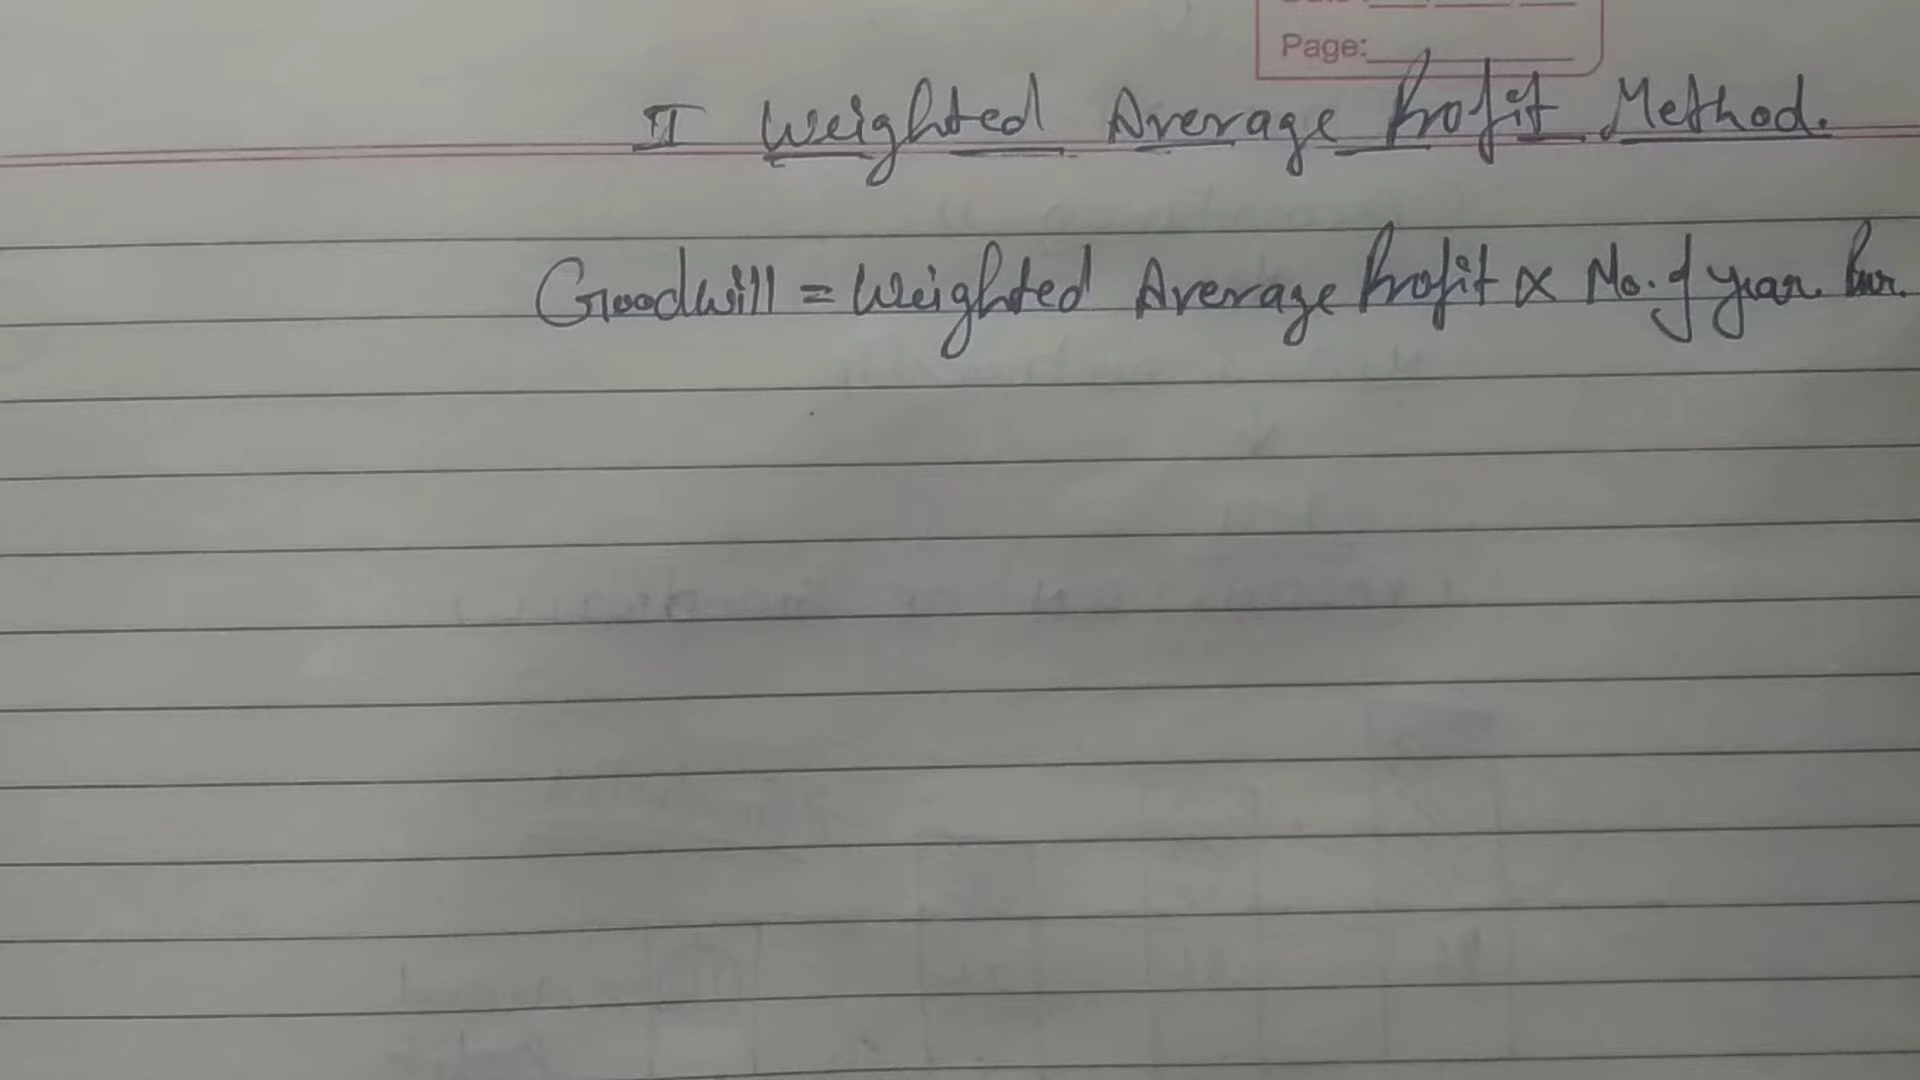 Page:
II Weighted Average Profit Method.
Goodwill = Weighted Average Profit × No. of year Pur.